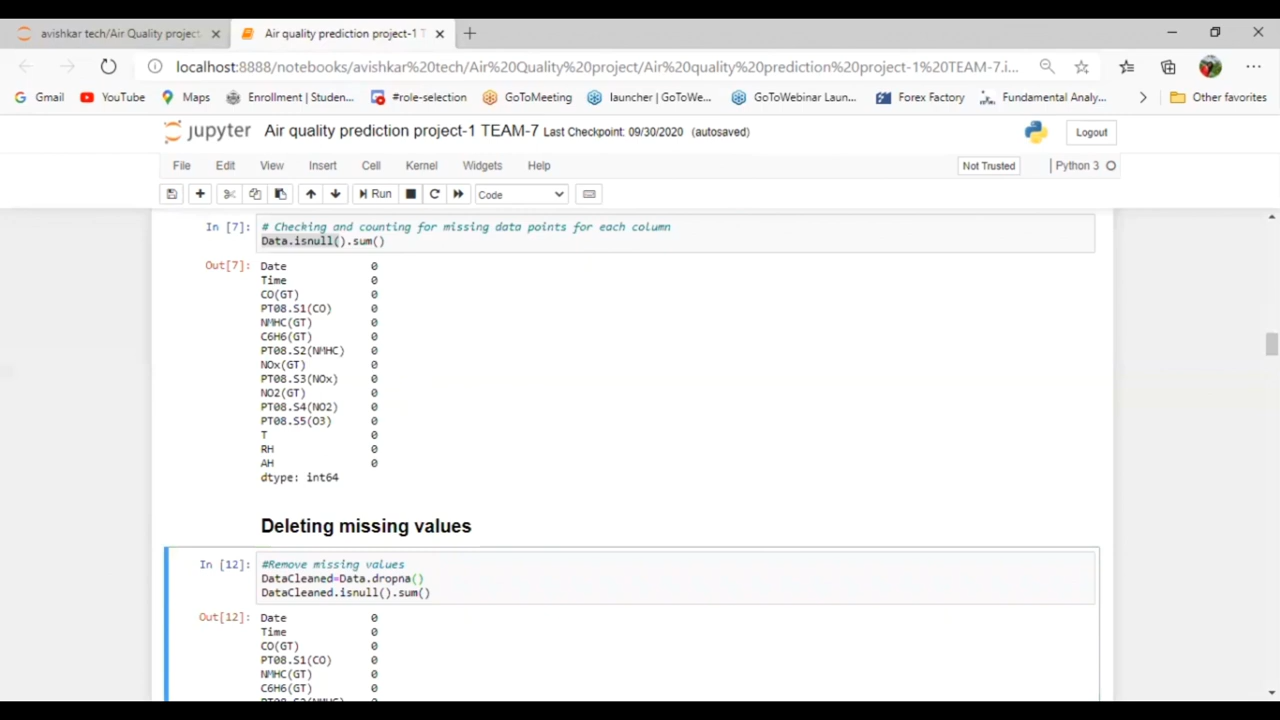 avishkar tech/Air Quality project
Air quality prediction project-1 T
localhost:8888/notebooks/avishkar%20tech/Air%20Quality%20project/Air%20quality%20prediction%20project-1%20TEAM-7.i...
Gmail YouTube Maps Enrollment | Studen... #role-selection GoToMeeting launcher | GoToWe... GoToWebinar Laun... Forex Factory Fundamental Analy... Other favorites
jupyter Air quality prediction project-1 TEAM-7 Last Checkpoint: 09/30/2020 (autosaved) Logout
File Edit View Insert Cell Kernel Widgets Help Not Trusted Python 3
Run Code
In [7]: # Checking and counting for missing data points for each column
Data.isnull().sum()
Out[7]: Date 0
Time 0
CO(GT) 0
PT08.S1(CO) 0
NMHC(GT) 0
C6H6(GT) 0
PT08.S2(NMHC) 0
NOx(GT) 0
PT08.S3(NOx) 0
NO2(GT) 0
PT08.S4(NO2) 0
PT08.S5(O3) 0
T 0
RH 0
AH 0
dtype: int64
Deleting missing values
In [12]: #Remove missing values
DataCleaned=Data.dropna()
DataCleaned.isnull().sum()
Out[12]: Date 0
Time 0
CO(GT) 0
PT08.S1(CO) 0
NMHC(GT) 0
C6H6(GT) 0